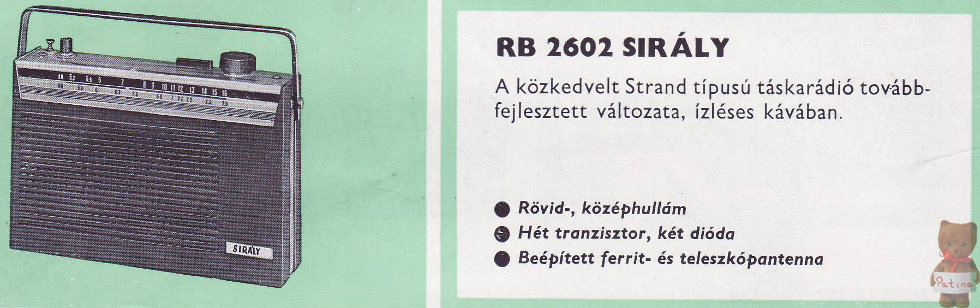 RB 2602 SIRÁLY
A közkedvelt Strand típusú táskarádió tovább-
fejlesztett változata, ízléses kávában.
Rövid-, középhullám
Hét tranzisztor, két dióda
Beépített ferrit- és teleszkópantenna
SIRÁLY
Patina